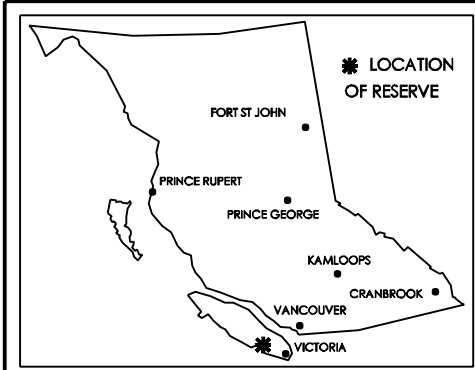 LOCATION
OF RESERVE
FORT ST JOHN
PRINCE RUPERT
PRINCE GEORGE
KAMLOOPS
CRANBROOK
VANCOUVER
VICTORIA